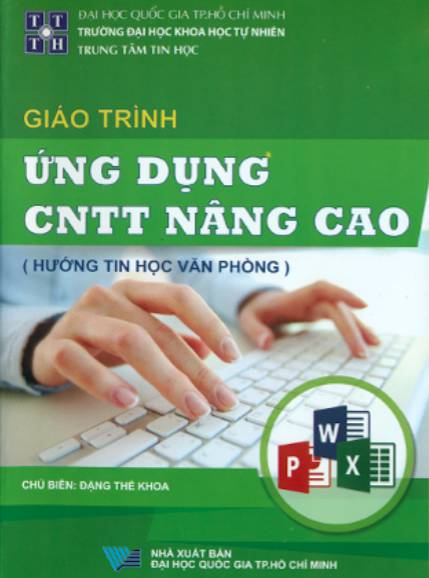 T T
T H
ĐẠI HỌC QUỐC GIA TP.HỒ CHÍ MINH
TRƯỜNG ĐẠI HỌC KHOA HỌC TỰ NHIÊN
TRUNG TÂM TIN HỌC
GIÁO TRÌNH
ỨNG DỤNG
CNTT NÂNG CAO
( HƯỚNG TIN HỌC VĂN PHÒNG )
W
P X
CHỦ BIÊN: ĐẶNG THẾ KHOA
NHÀ XUẤT BẢN
ĐẠI HỌC QUỐC GIA TP.HỒ CHÍ MINH